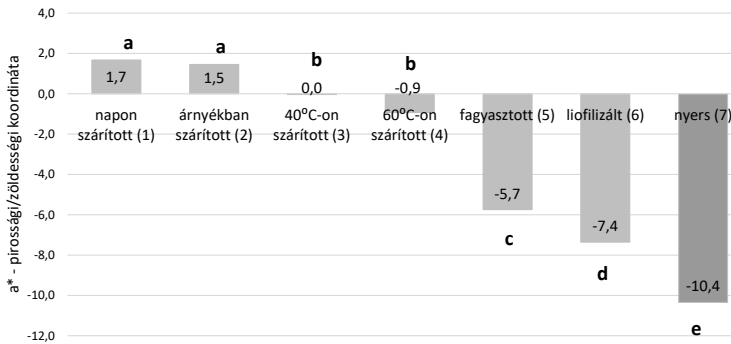 a* - pirossági/zöldességi koordináta
4,0
2,0
0,0
-2,0
-4,0
-6,0
-8,0
-10,0
-12,0
a
a
b
b
1,7
1,5
0,0
-0,9
napon
szárított (1)
árnyékban
szárított (2)
40°C-on
szárított (3)
60°C-on
szárított (4)
fagyasztott (5)
liofilizált (6)
nyers (7)
-5,7
-7,4
-10,4
c
d
e